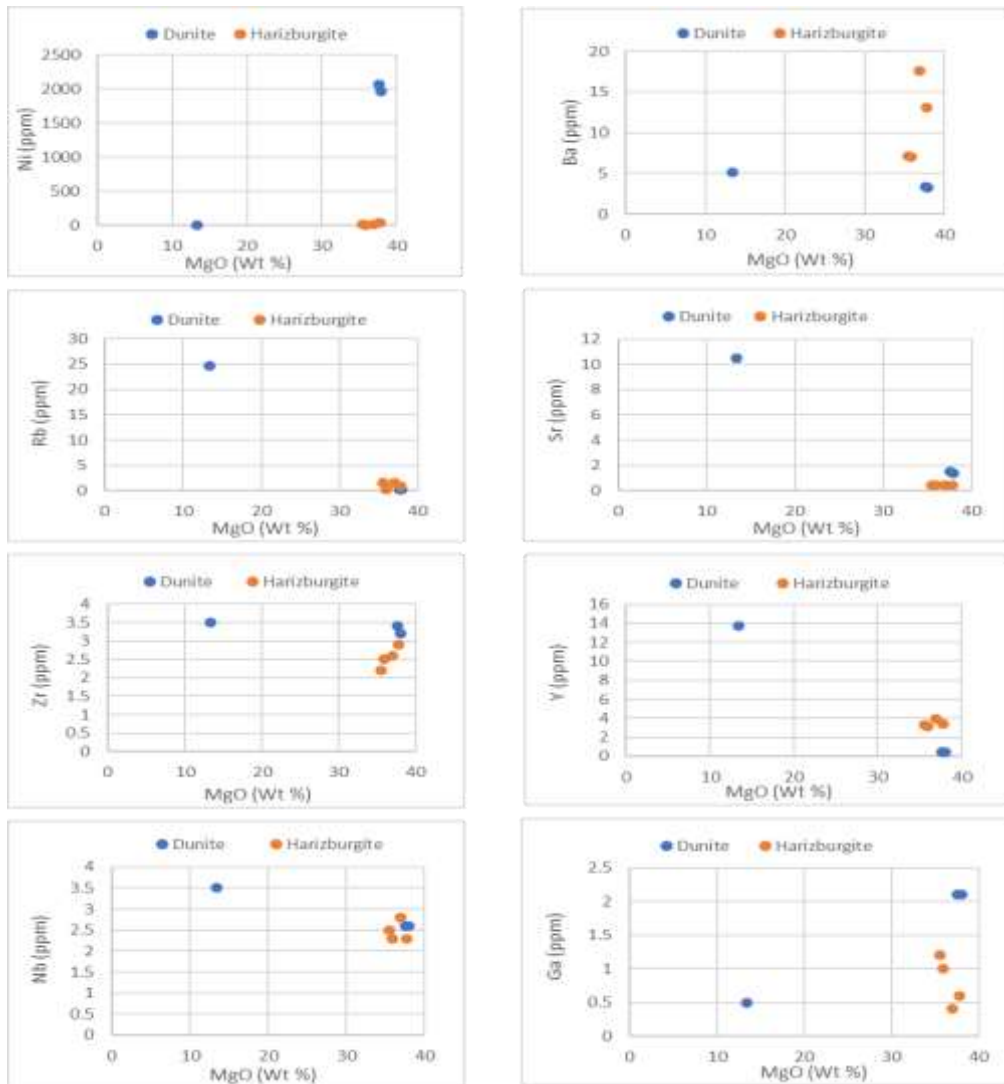 Dunite Harizburgite
2500
2000
1500
1000
500
0
0 10 20 30 40
Ni (ppm)
MgO (Wt %)
Dunite Harizburgite
20
15
10
5
0
0 10 20 30 40
Ba (ppm)
MgO (Wt %)
Dunite Harizburgite
30
25
20
15
10
5
0
0 10 20 30 40
Rb (ppm)
MgO (Wt %)
Dunite Harizburgite
12
10
8
6
4
2
0
0 10 20 30 40
Sr (ppm)
MgO (Wt %)
Dunite Harizburgite
4
3.5
3
2.5
2
1.5
1
0.5
0
0 10 20 30 40
Zr (ppm)
MgO (Wt %)
Dunite Harizburgite
16
14
12
10
8
6
4
2
0
0 10 20 30 40
Y (ppm)
MgO (Wt %)
Dunite Harizburgite
4
3.5
3
2.5
2
1.5
1
0.5
0
0 10 20 30 40
Nb (ppm)
MgO (Wt %)
Dunite Harizburgite
2.5
2
1.5
1
0.5
0
0 10 20 30 40
Ga (ppm)
MgO (Wt %)